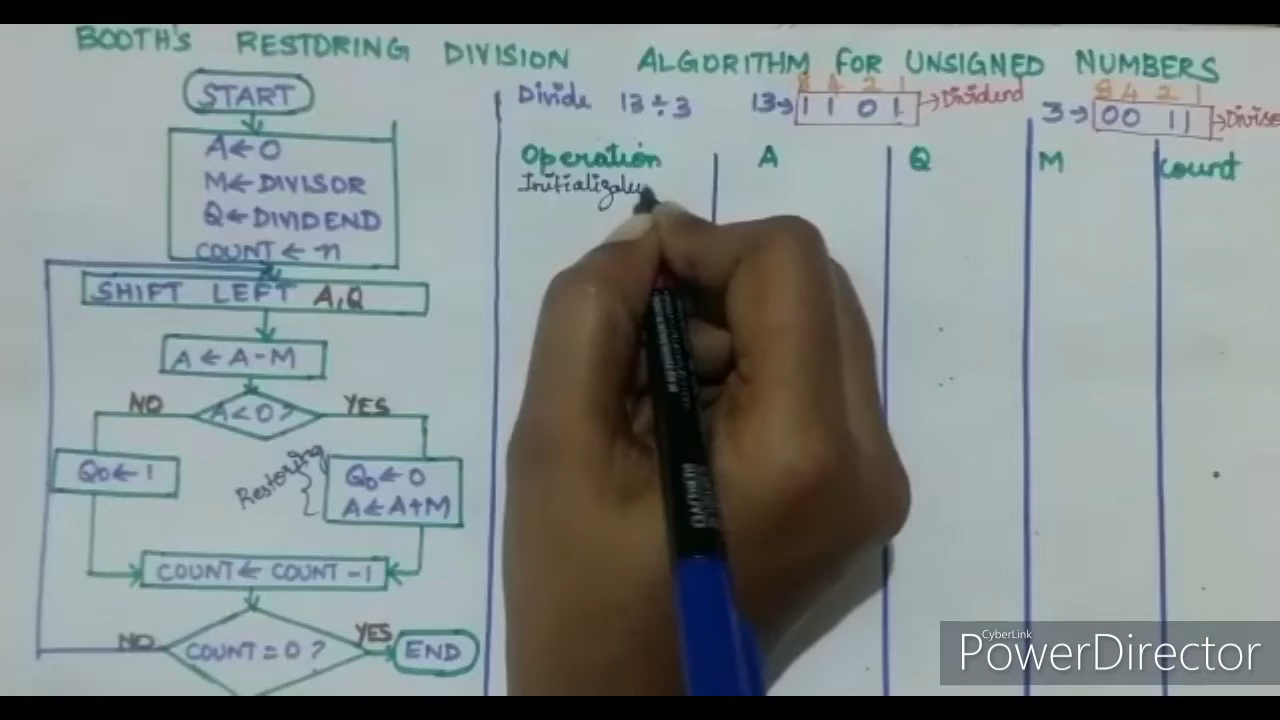 BOOTH'S RESTORING DIVISION ALGORITHM FOR UNSIGNED NUMBERS
START
A←0
M←DIVISOR
Q←DIVIDEND
COUNT←n
SHIFT LEFT A,Q
A←A-M
A<0?
NO
YES
Q0←1
Restoring
Q0←0
A←A+M
COUNT←COUNT-1
COUNT=0?
NO
YES
END
Divide 13÷3
8 4 2 1
13→ 1 1 0 1 →Dividend
8 4 2 1
3→ 00 11 →Divis
Operation A Q M Count
CyberLink
PowerDirector